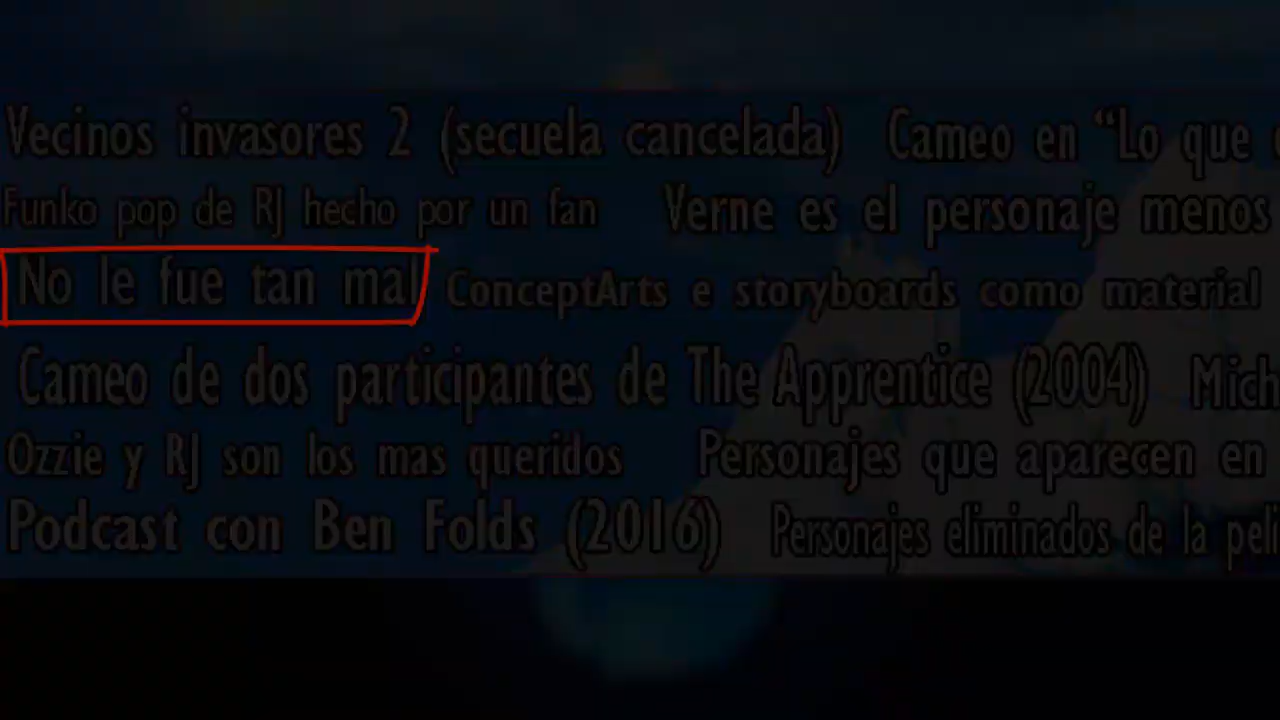 Vecinos invasores 2 (secuela cancelada) Cameo en “Lo que
Funko pop de RJ hecho por un fan Verne es el personaje menos
No le fue tan mal ConceptArts e storyboards como material
Cameo de dos participantes de The Apprentice (2004) Mich
Ozzie y RJ son los mas queridos Personajes que aparecen en
Podcast con Ben Folds (2016) Personajes eliminados de la peli